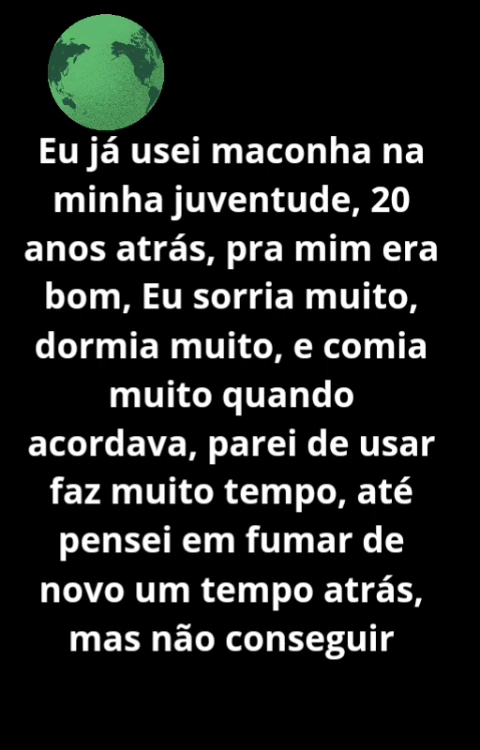 Eu já usei maconha na
minha juventude, 20
anos atrás, pra mim era
bom, Eu sorria muito,
dormia muito, e comia
muito quando
acordava, parei de usar
faz muito tempo, até
pensei em fumar de
novo um tempo atrás,
mas não conseguir